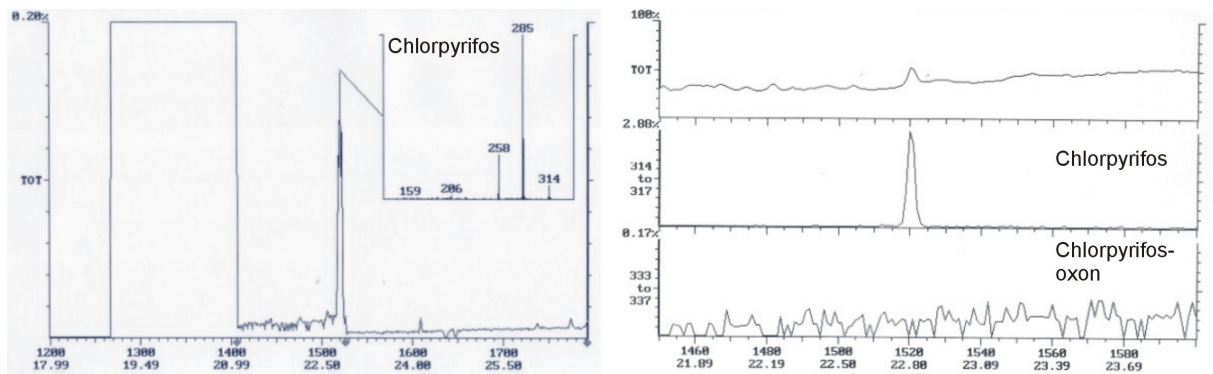 0.20%
TOT
Chlorpyrifos
285
258
159 206 314
1200 1300 1400 1500 1600 1700
17.99 19.49 20.99 22.50 24.00 25.50
100%
TOT
2.88%
314
to
317
Chlorpyrifos
0.17%
333
to
337
Chlorpyrifos-
oxon
1460 1480 1500 1520 1540 1560 1580
21.89 22.19 22.50 22.80 23.09 23.39 23.69